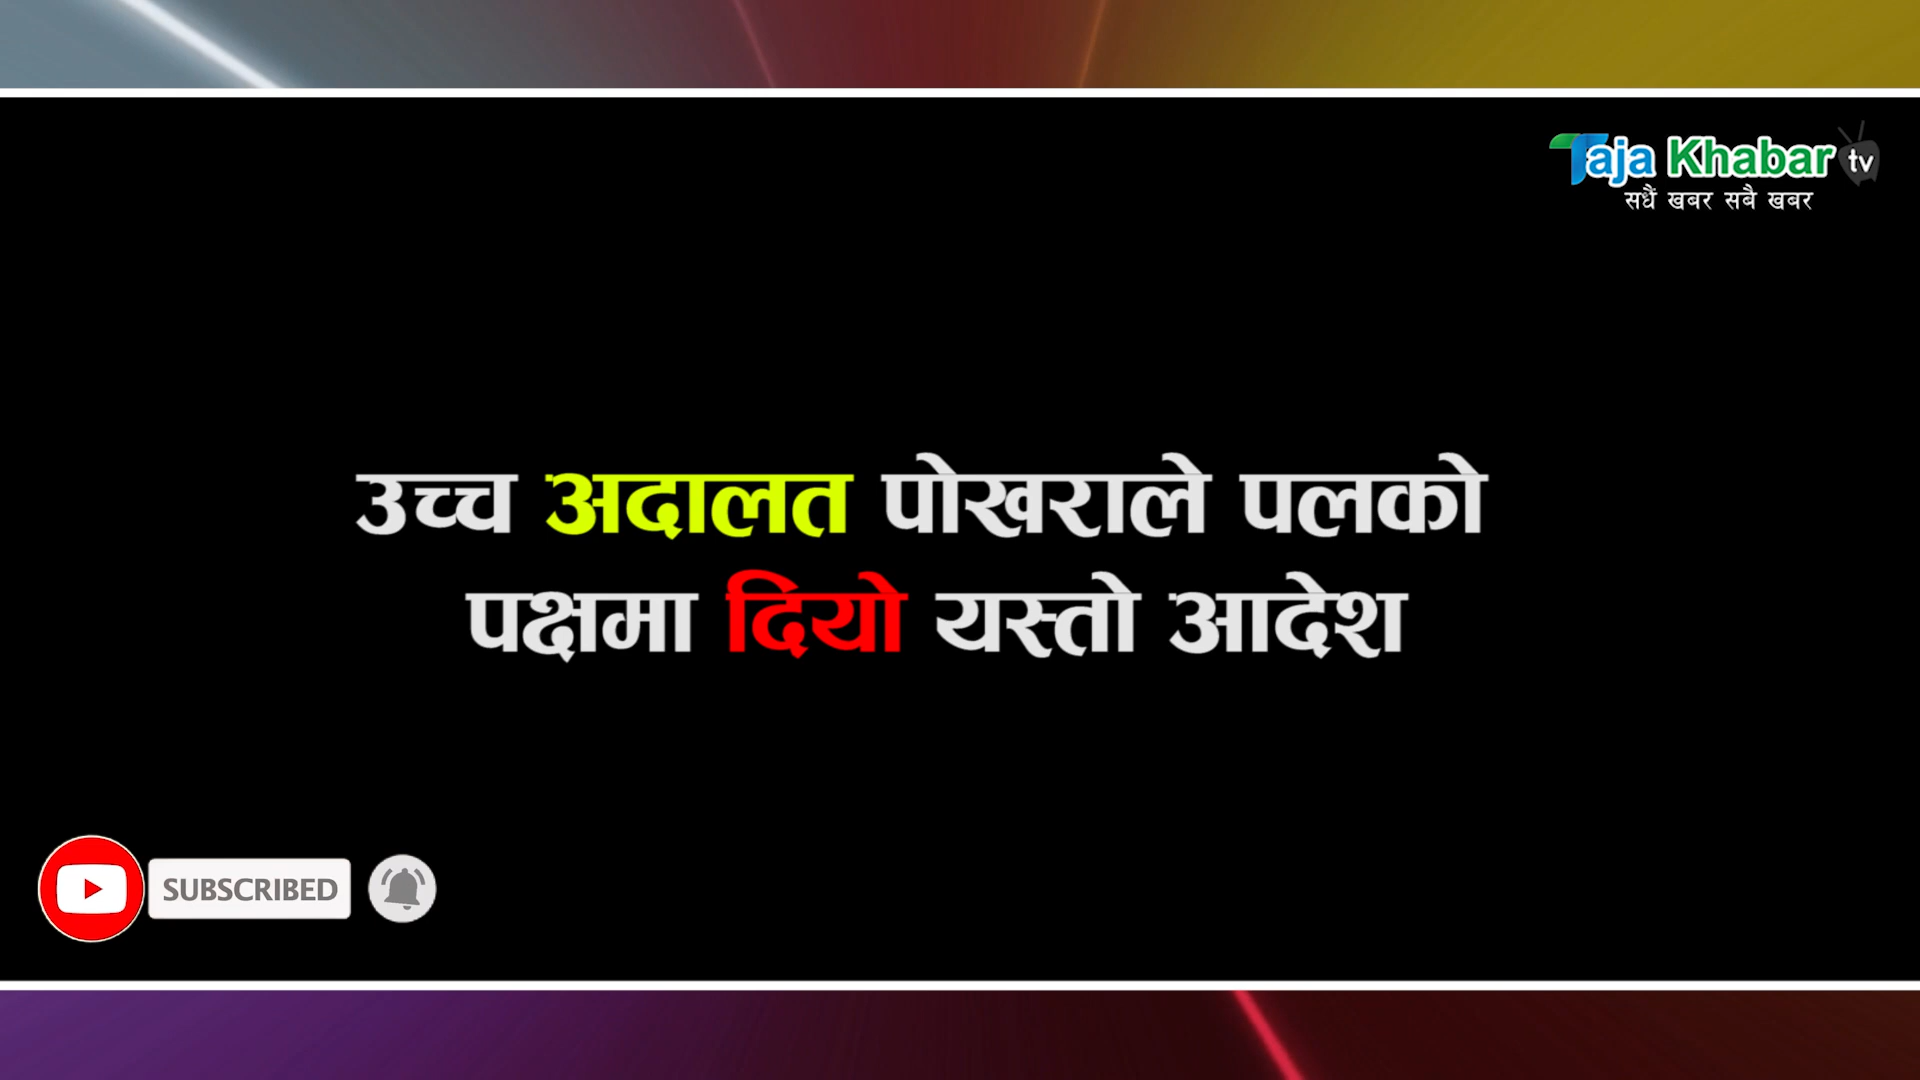 Taja Khabar tv
सधैं खबर सबै खबर
उच्च अदालत पोखराले पलको
पक्षमा दियो यस्तो आदेश
SUBSCRIBED